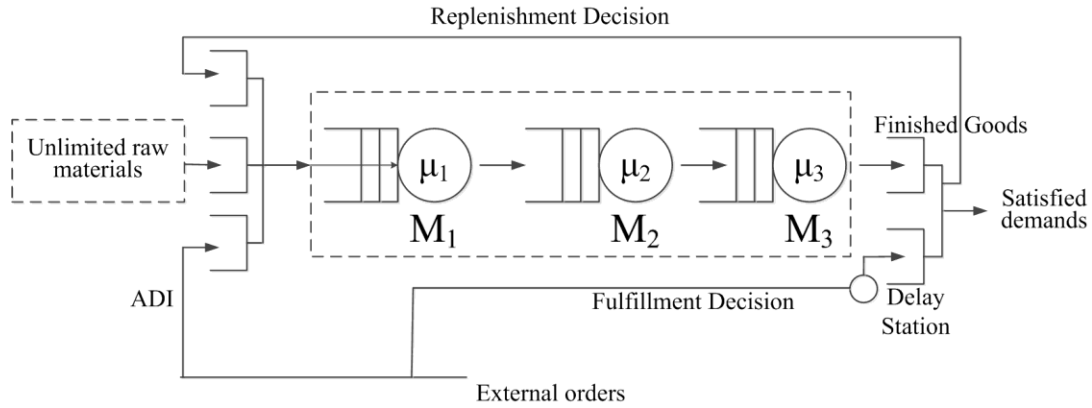 Replenishment Decision
Unlimited raw
materials
μ1
μ2
μ3
M1
M2
M3
Finished Goods
Satisfied
demands
ADI
Fulfillment Decision
Delay
Station
External orders